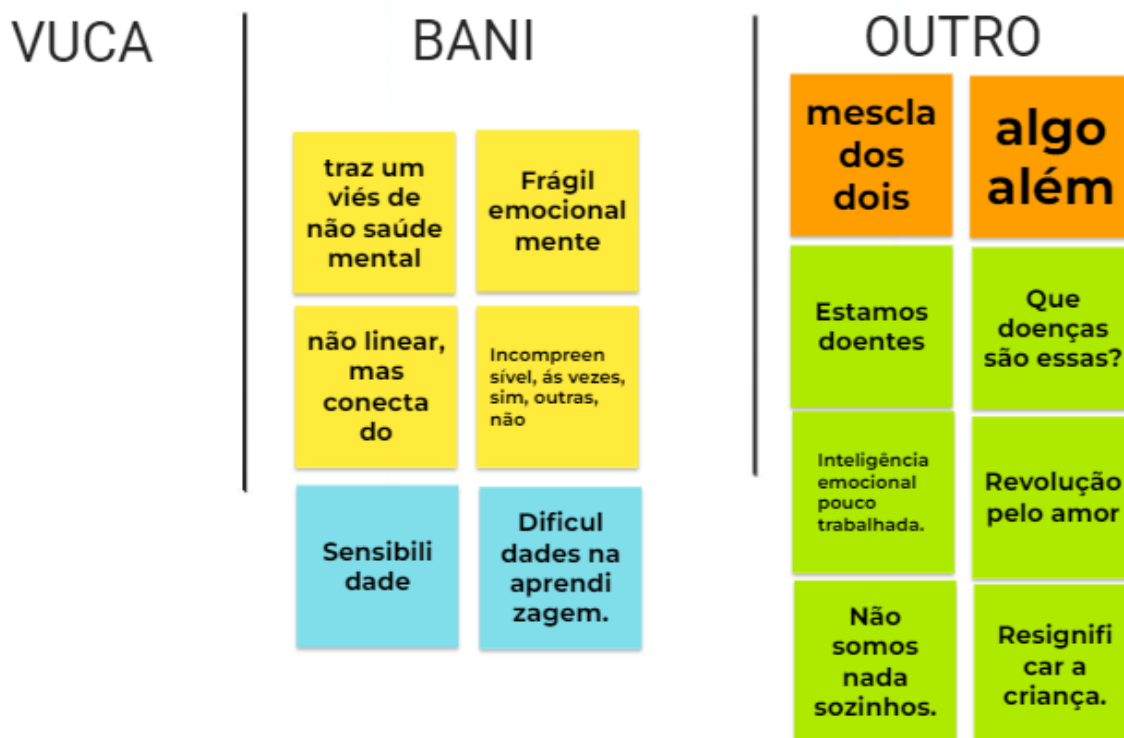 VUCA
BANI
OUTRO
traz um
viés de
não saúde
mental
Frágil
emocional
mente
não linear,
mas
conecta
do
Incompreen
sível, ás vezes,
sim, outras,
não
Sensibili
dade
Dificul
dades na
aprendi
zagem.
mescla
dos
dois
algo
além
Estamos
doentes
Que
doenças
são essas?
Inteligência
emocional
pouco
trabalhada.
Revolução
pelo amor
Não
somos
nada
sozinhos.
Resignifi
car a
criança.